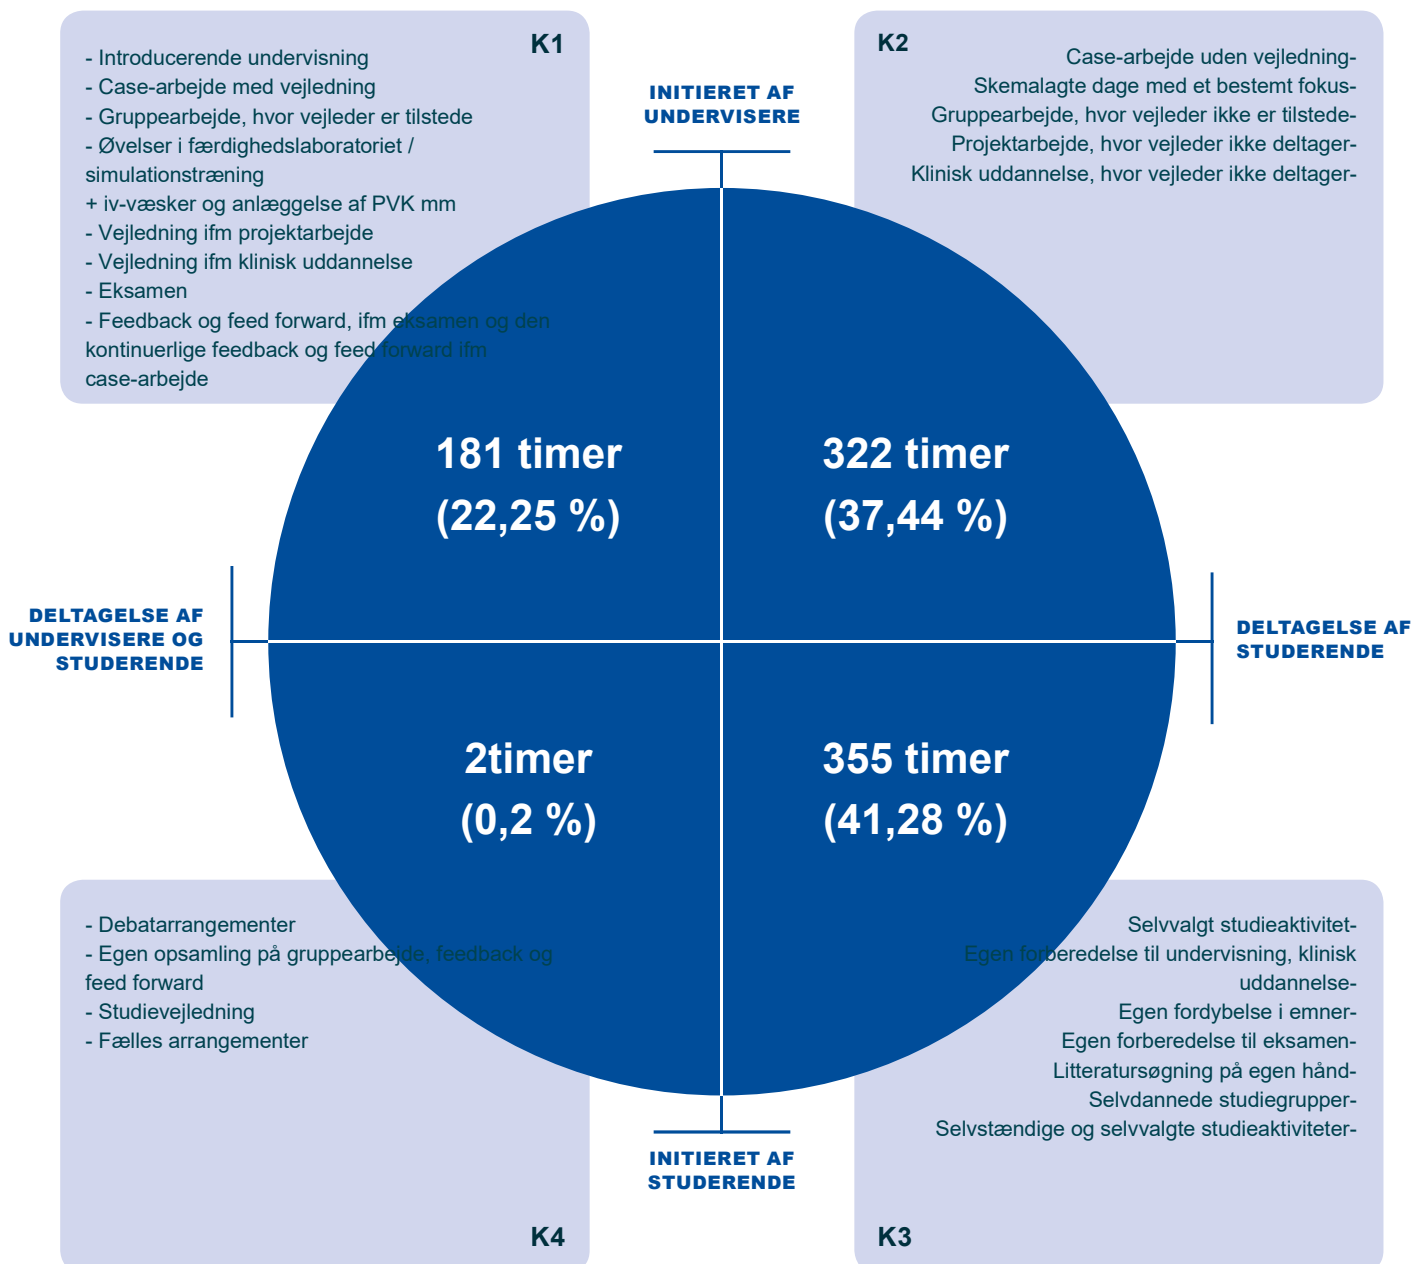 K1
- Introducerende undervisning
- Case-arbejde med vejledning
- Gruppearbejde, hvor vejleder er tilstede
- Øvelser i færdighedslaboratoriet /
simulationstræning
+ iv-væsker og anlæggelse af PVK mm
- Vejledning ifm projektarbejde
- Vejledning ifm klinisk uddannelse
- Eksamen
- Feedback og feed forward, ifm eksamen og den
kontinuerlige feedback og feed forward ifm
case-arbejde
INITIERET AF
UNDERVISERE
K2
Case-arbejde uden vejledning-
Skemalagte dage med et bestemt fokus-
Gruppearbejde, hvor vejleder ikke er tilstede-
Projektarbejde, hvor vejleder ikke deltager-
Klinisk uddannelse, hvor vejleder ikke deltager-
181 timer
(22,25 %)
322 timer
(37,44 %)
DELTAGELSE AF
UNDERVISERE OG
STUDERENDE
DELTAGELSE AF
STUDERENDE
2timer
(0,2 %)
355 timer
(41,28 %)
- Debatarrangementer
- Egen opsamling på gruppearbejde, feedback og
feed forward
- Studievejledning
- Fælles arrangementer
K4
INITIERET AF
STUDERENDE
Selvvalgt studieaktivitet-
Egen forberedelse til undervisning, klinisk
uddannelse-
Egen fordybelse i emner-
Egen forberedelse til eksamen-
Litteratursøgning på egen hånd-
Selvdannede studiegrupper-
Selvstændige og selvvalgte studieaktiviteter-
K3